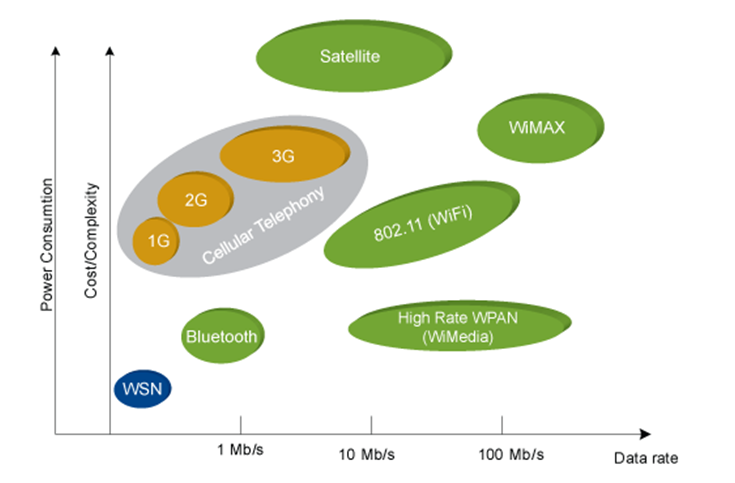 Satellite
WiMAX
3G
2G
1G
Cellular Telephony
802.11 (WiFi)
High Rate WPAN
(WiMedia)
Bluetooth
WSN
Power Consumtion
Cost/Complexity
1 Mb/s
10 Mb/s
100 Mb/s
Data rate